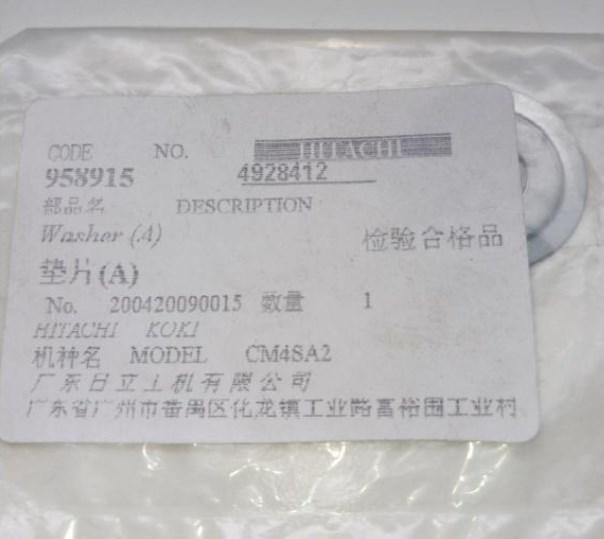 CODE NO. HITACHI
958915 4928412
部品名 DESCRIPTION
Washer (A) 检验合格品
垫片(A)
No. 200420090015 数量 1
HITACHI KOKI
机种名 MODEL CM4SA2
广东日立工机有限公司
广东省广州市番禺区化龙镇工业路富裕围工业村